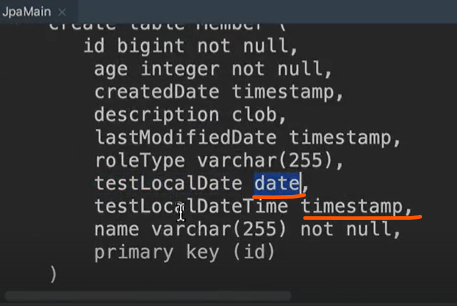 JpaMain
create table Member (
id bigint not null,
age integer not null,
createdDate timestamp,
description clob,
lastModifiedDate timestamp,
roleType varchar(255),
testLocalDate date,
testLocalDateTime timestamp,
name varchar(255) not null,
primary key (id)
)